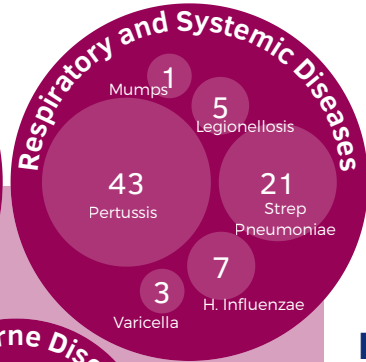 Respiratory and Systemic Diseases
1
Mumps
5
Legionellosis
43
Pertussis
21
Strep
Pneumoniae
7
H. Influenzae
3
Varicella